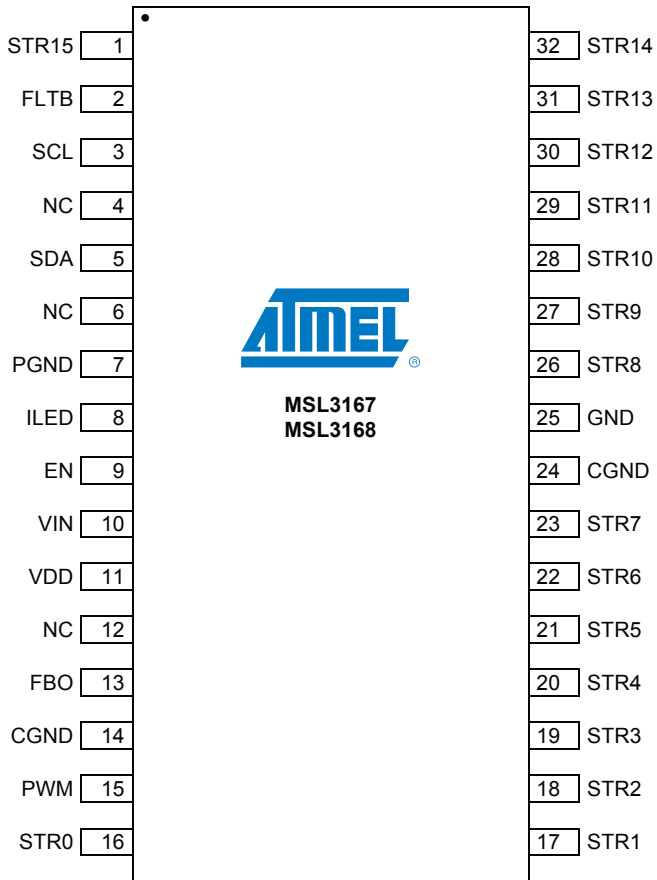 STR15 1 32 STR14
FLTB 2 31 STR13
SCL 3 30 STR12
NC 4 29 STR11
SDA 5 28 STR10
NC 6 27 STR9
PGND 7 26 STR8
ILED 8 25 GND
EN 9 24 CGND
VIN 10 23 STR7
VDD 11 22 STR6
NC 12 21 STR5
FBO 13 20 STR4
CGND 14 19 STR3
PWM 15 18 STR2
STR0 16 17 STR1
ATMEL ®
MSL3167
MSL3168